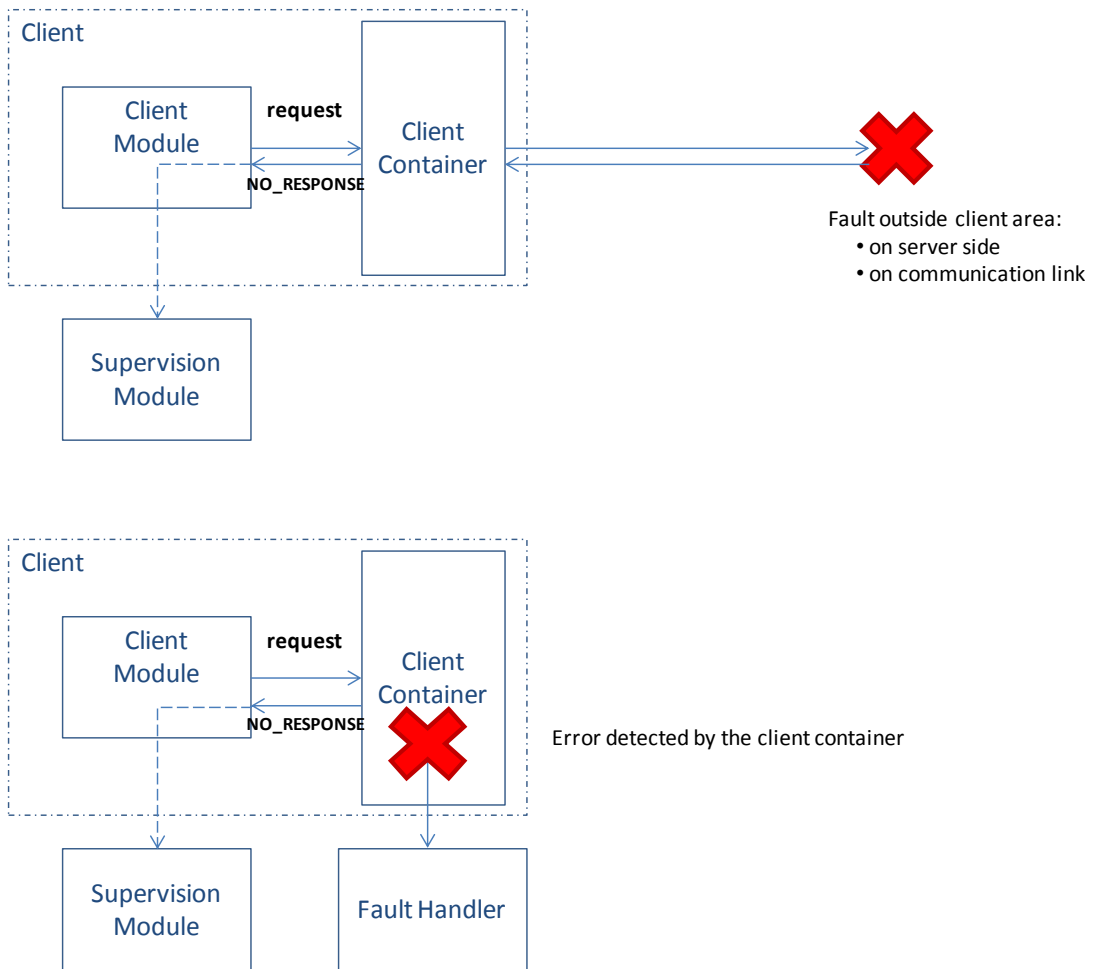 Client
Client
Module
request
NO_RESPONSE
Client
Container
Fault outside client area:
• on server side
• on communication link
Supervision
Module
Client
Client
Module
request
NO_RESPONSE
Client
Container
Error detected by the client container
Supervision
Module
Fault Handler